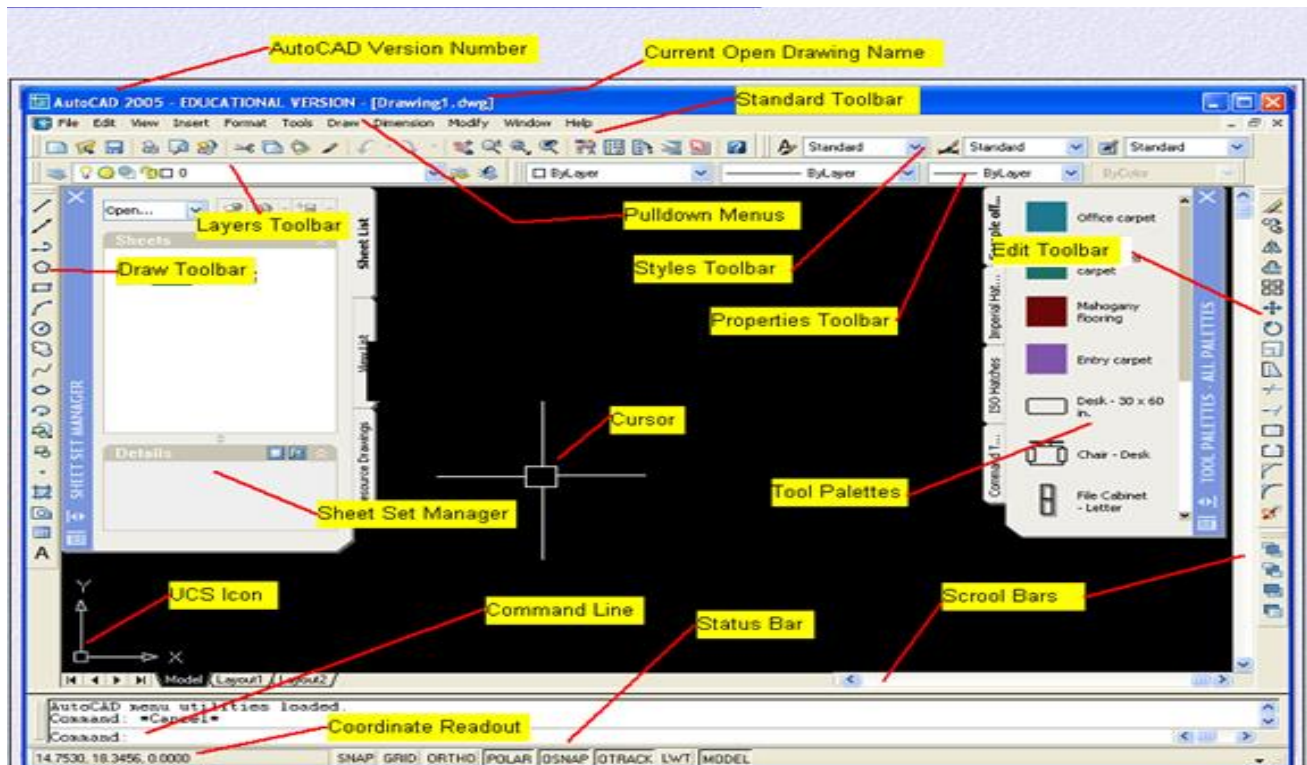 AutoCAD Version Number
Current Open Drawing Name
AutoCAD 2005 - EDUCATIONAL VERSION - [Drawing1.dwg]
Standard Toolbar
File Edit View Insert Format Tools Draw Dimension Modify Window Help
Standard Standard Standard
0 ByLayer ByLayer ByLayer ByColor
Open...
Layers Toolbar
Pulldown Menus
Sheets
Sheet List
Office carpet
Styles Toolbar
Edit Toolbar
Draw Toolbar
carpet
Properties Toolbar
Imperial Hat...
Mahogany
flooring
View List
Entry carpet
ISO Hatches
Desk - 30 x 60
in.
Cursor
SHEET SET MANAGER
TOOL PALETTES - ALL PALETTES
Details
Chair - Desk
Command T...
Tool Palettes
File Cabinet
- Letter
Sheet Set Manager
A
Y
UCS Icon
Command Line
Scrool Bars
Status Bar
X
Model Layout1 Layout2
AutoCAD menu utilities loaded.
Command: *Cancel*
Coordinate Readout
Command:
14.7530, 18.3456, 0.0000 SNAP GRID ORTHO POLAR OSNAP OTRACK LWT MODEL